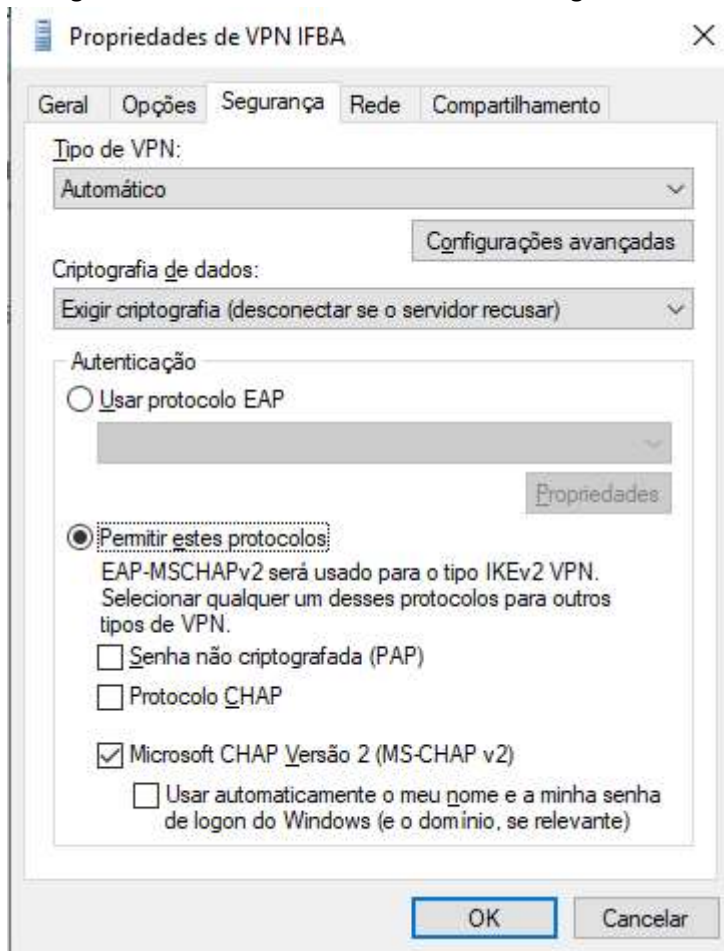 Propriedades de VPN IFBA
Geral Opções Segurança Rede Compartilhamento
Tipo de VPN:
Automático
Configurações avançadas
Criptografia de dados:
Exigir criptografia (desconectar se o servidor recusar)
Autenticação
Usar protocolo EAP
Propriedades
Permitir estes protocolos
EAP-MSCHAPv2 será usado para o tipo IKEv2 VPN.
Selecionar qualquer um desses protocolos para outros
tipos de VPN.
Senha não criptografada (PAP)
Protocolo CHAP
Microsoft CHAP Versão 2 (MS-CHAP v2)
Usar automaticamente o meu nome e a minha senha
de logon do Windows (e o domínio, se relevante)
OK Cancelar